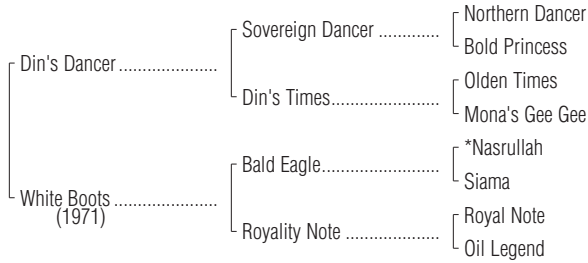 Northern Dancer
Sovereign Dancer .............
Bold Princess
Din's Dancer .....................
Olden Times
Din's Times.......................
Mona's Gee Gee
*Nasrullah
Bald Eagle.........................
Siama
White Boots ......................
(1971)
Royal Note
Royality Note ....................
Oil Legend